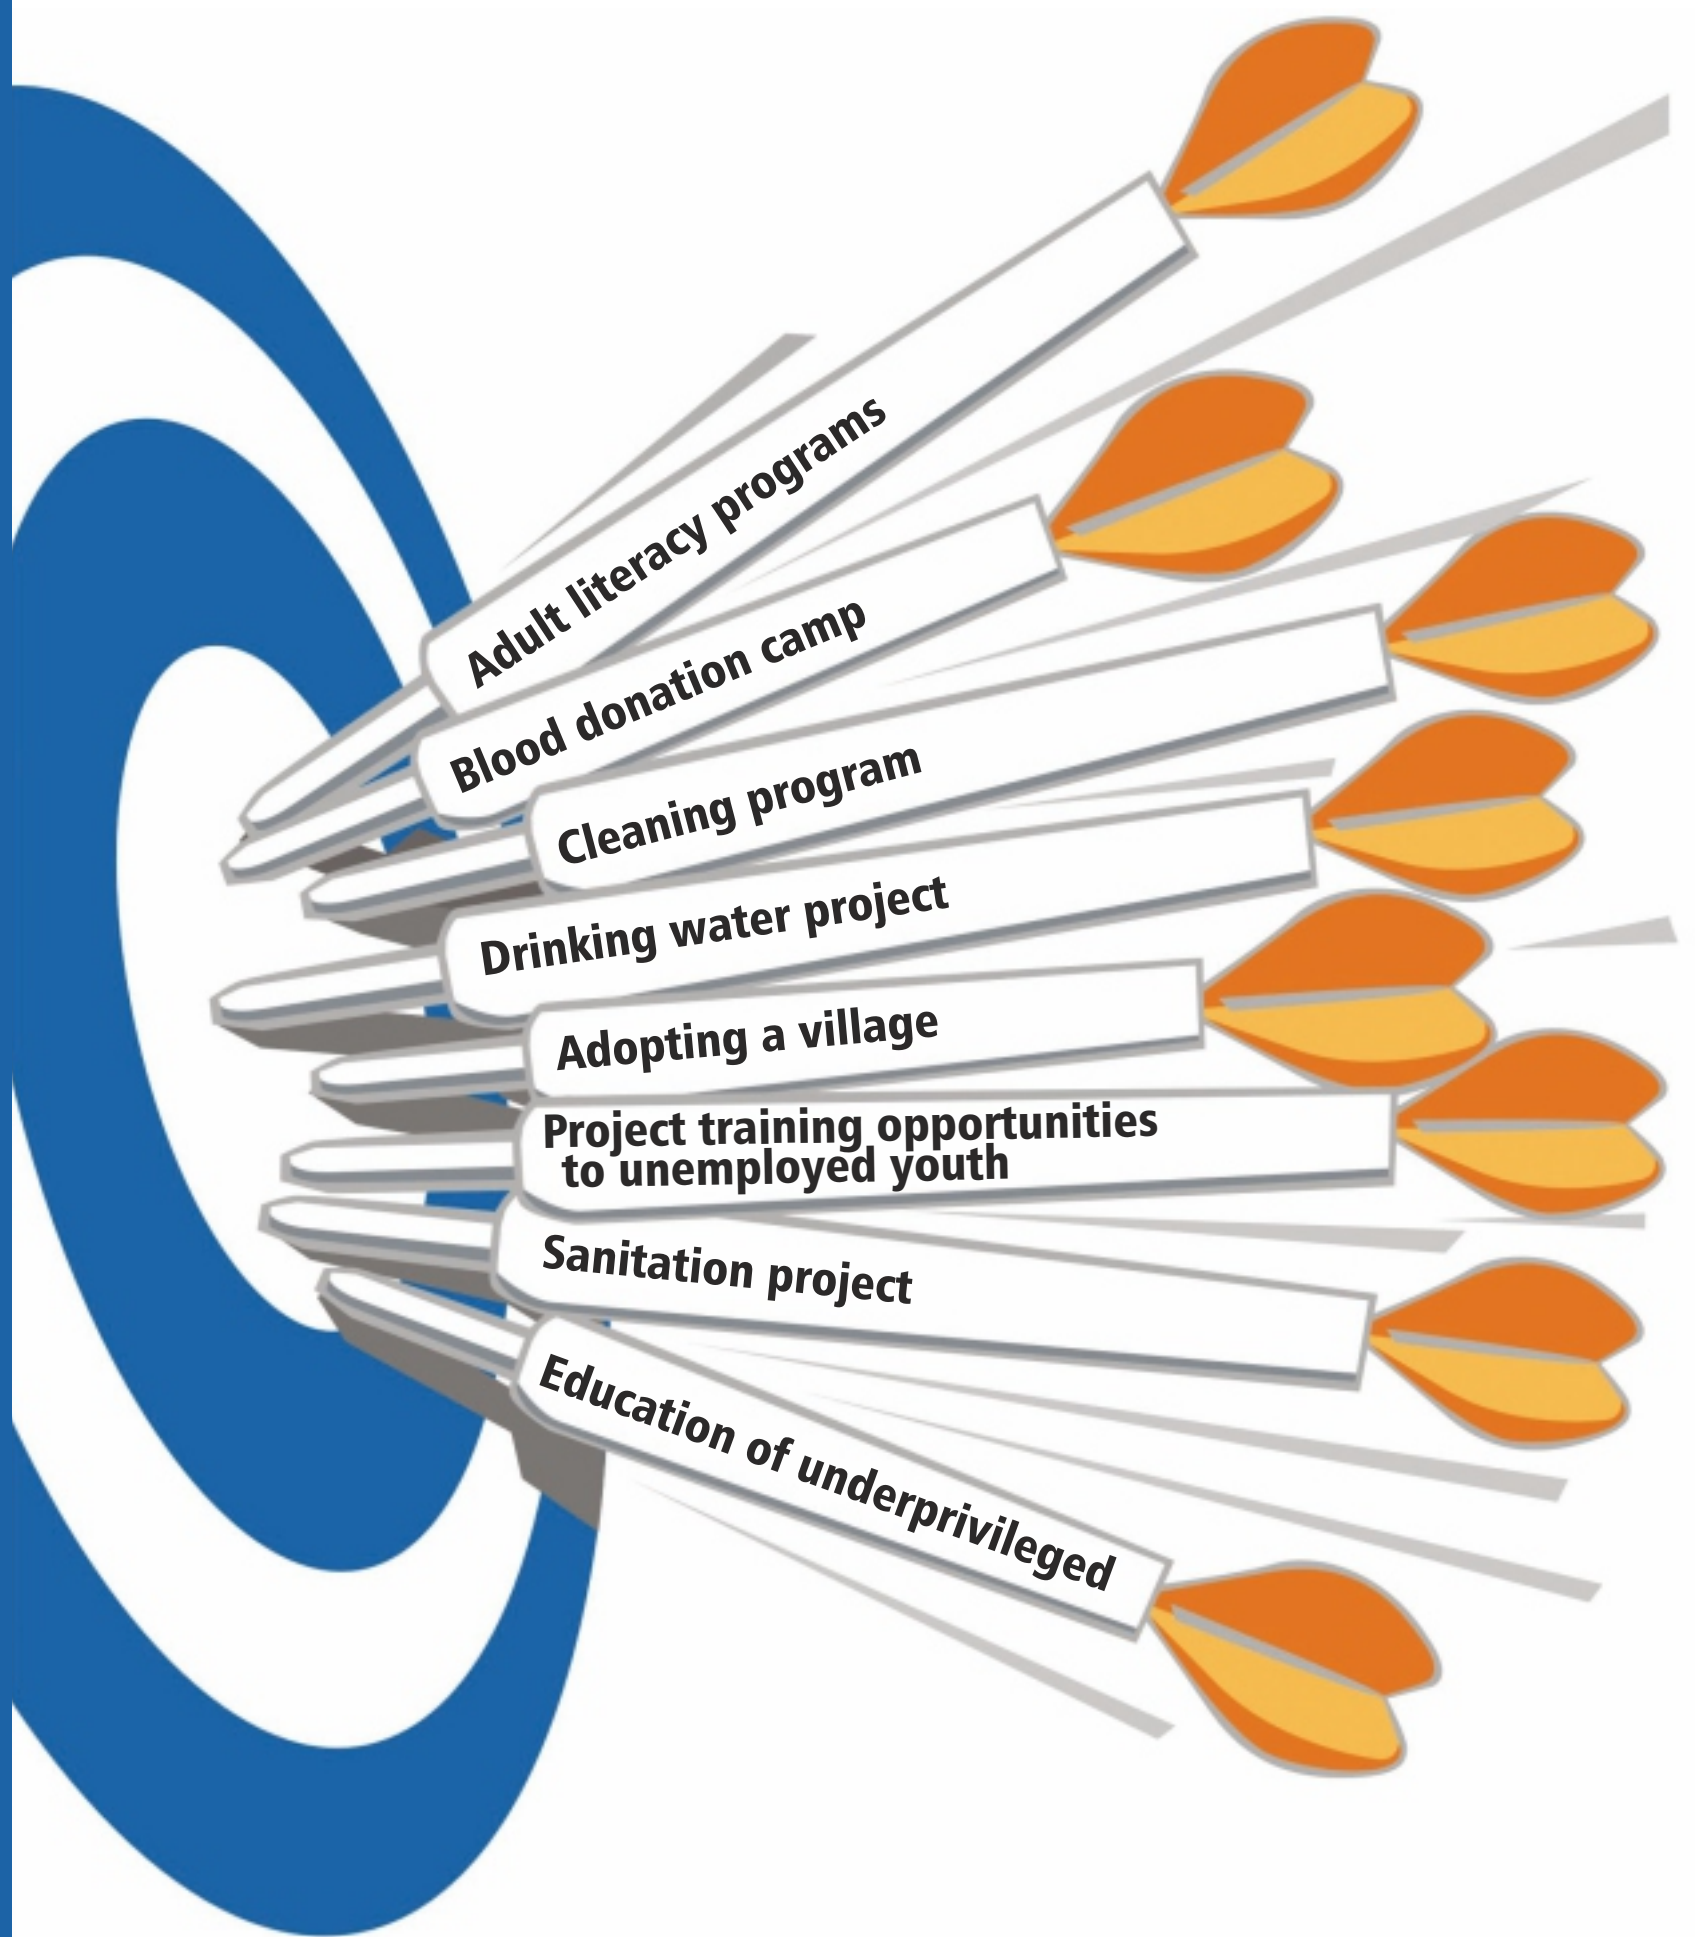 Adult literacy programs
Blood donation camp
Cleaning program
Drinking water project
Adopting a village
Project training opportunities
to unemployed youth
Sanitation project
Education of underprivileged